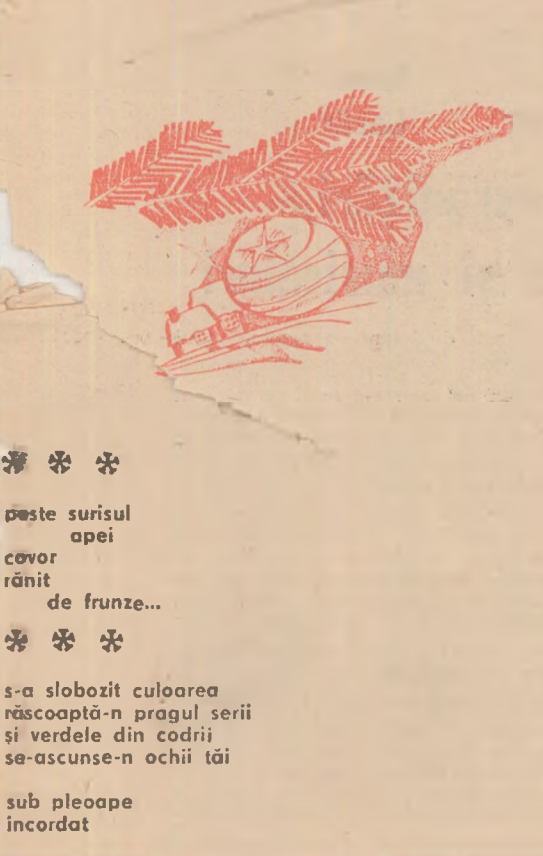 * * *
peste surisul
apei
covor
rănit
de frunze...
* * *
s-a slobozit culoarea
răscoaptă-n pragul serii
și verdele din codrii
se-ascunse-n ochii tăi
sub pleoape
incordat